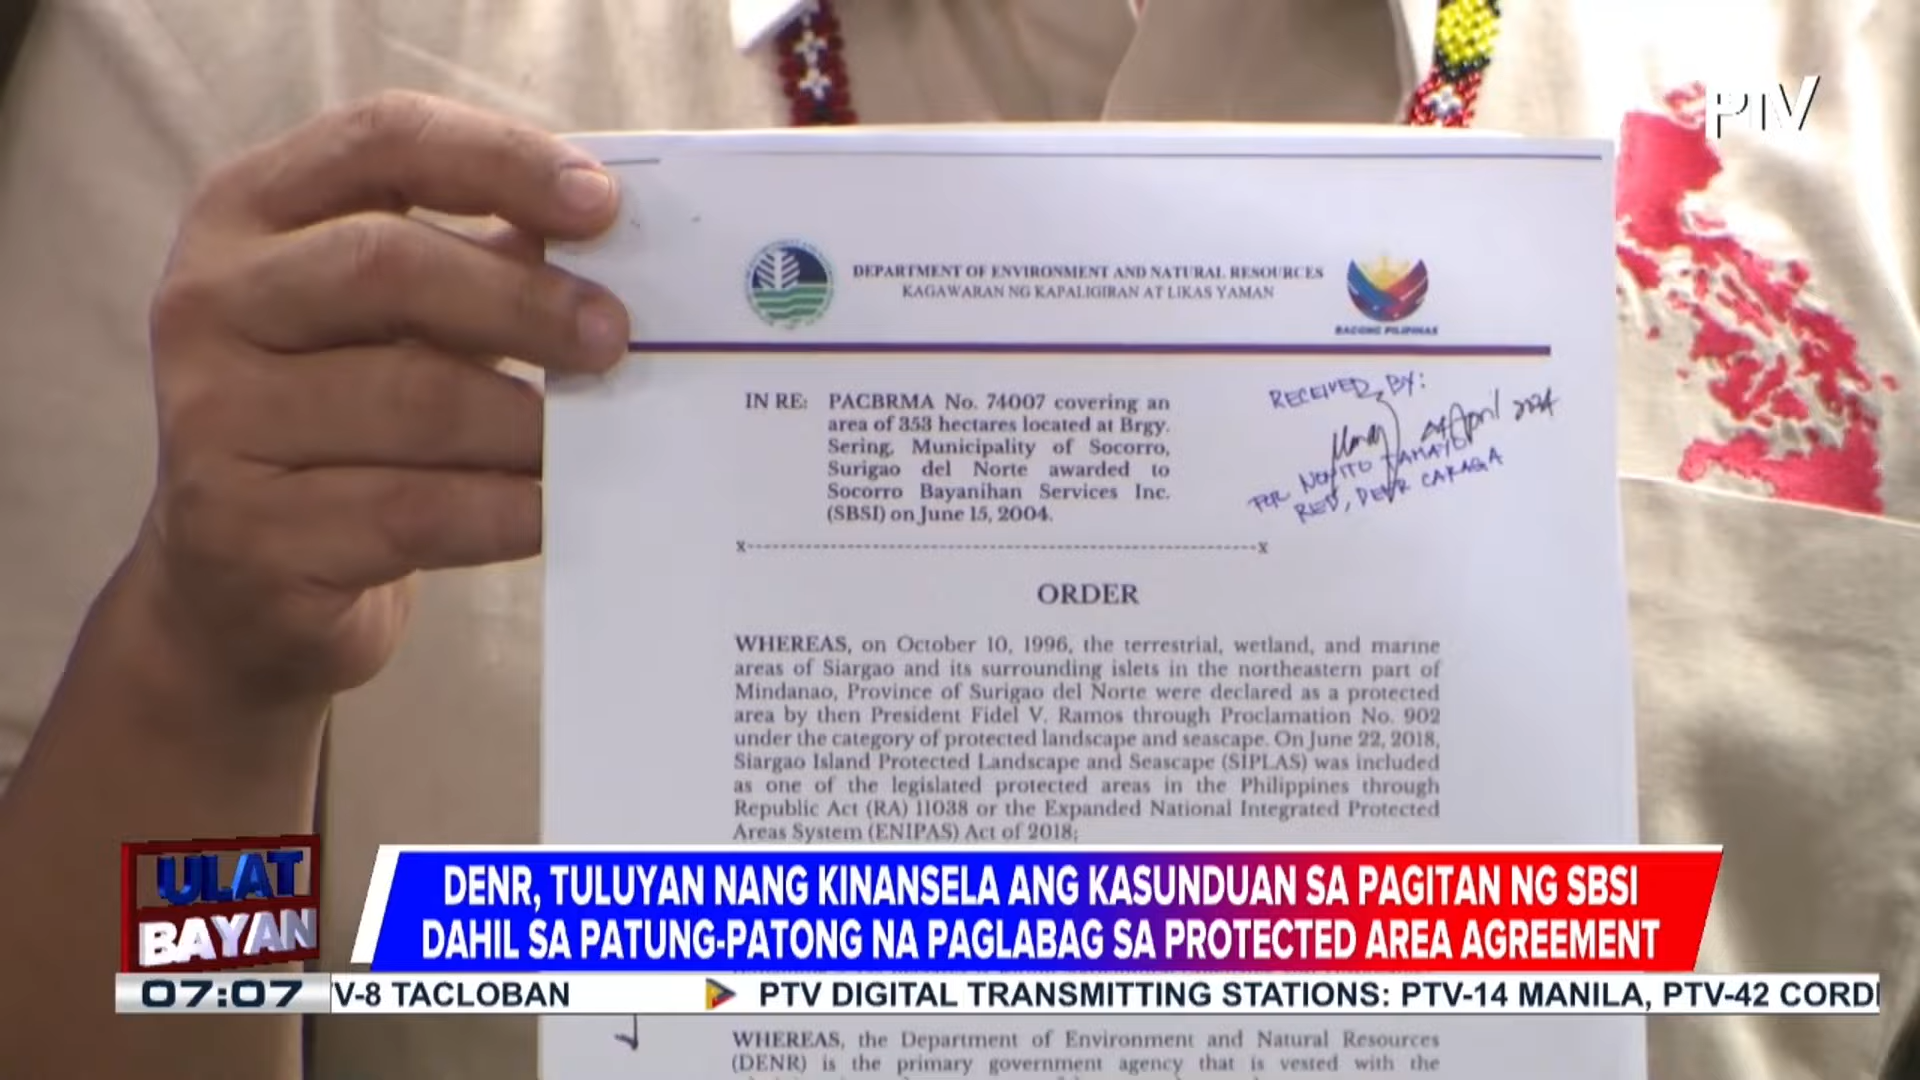 PTV
DEPARTMENT OF ENVIRONMENT AND NATURAL RESOURCES
KAGAWARAN NG KAPALIGIRAN AT LIKAS YAMAN
BAGONG PILIPINAS
IN RE: PACBRMA No. 74007 covering an
area of 353 hectares located at Brgy.
Sering, Municipality of Socorro,
Surigao del Norte awarded to
Socorro Bayanihan Services Inc.
(SBSI) on June 15, 2004.
RECEIVED BY:
April 2024
FOR NONITO TAMAYO
RED, DENR CARAGA
x------------------------------------------------------x
ORDER
WHEREAS, on October 10, 1996, the terrestrial, wetland, and marine
areas of Siargao and its surrounding islets in the northeastern part of
Mindanao, Province of Surigao del Norte were declared as a protected
area by then President Fidel V. Ramos through Proclamation No. 902
under the category of protected landscape and seascape. On June 22, 2018,
Siargao Island Protected Landscape and Seascape (SIPLAS) was included
as one of the legislated protected areas in the Philippines through
Republic Act (RA) 11038 or the Expanded National Integrated Protected
Areas System (ENIPAS) Act of 2018;
ULAT
BAYAN
DENR, TULUYAN NANG KINANSELA ANG KASUNDUAN SA PAGITAN NG SBSI
DAHIL SA PATUNG-PATONG NA PAGLABAG SA PROTECTED AREA AGREEMENT
07:07 V-8 TACLOBAN PTV DIGITAL TRANSMITTING STATIONS: PTV-14 MANILA, PTV-42 CORDI
WHEREAS, the Department of Environment and Natural Resources
(DENR) is the primary government agency that is vested with the